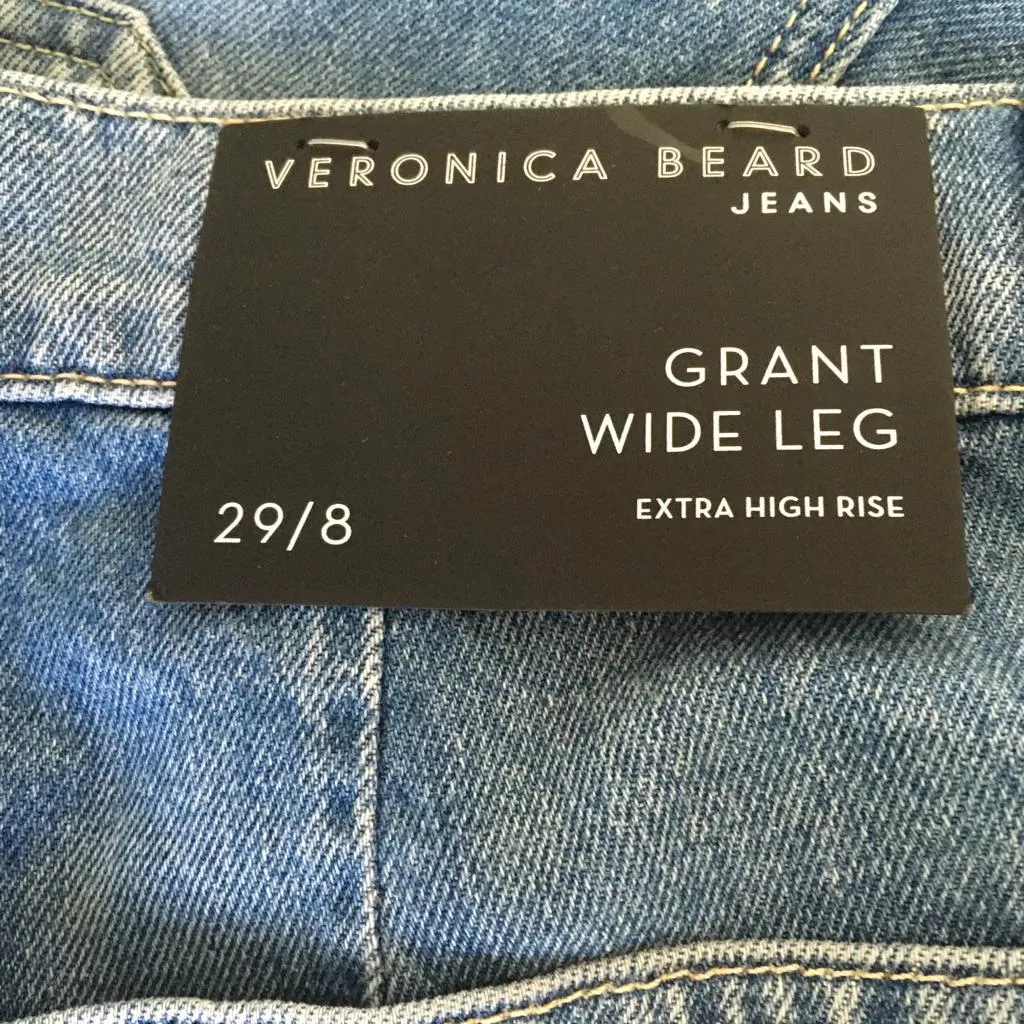 VERONICA BEARD
JEANS
GRANT
WIDE LEG
29/8
EXTRA HIGH RISE